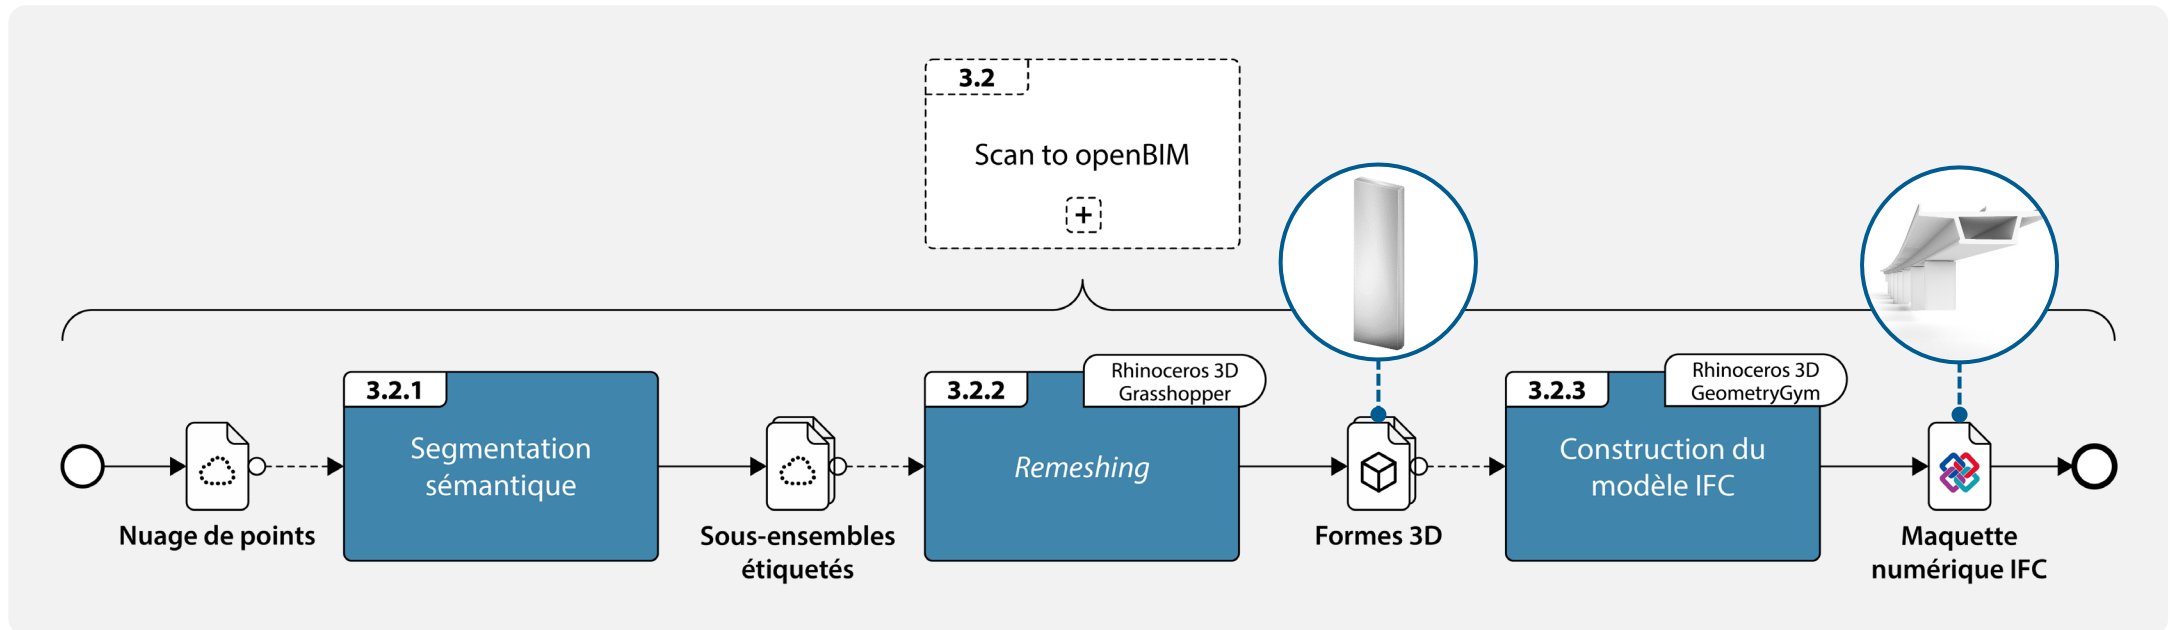 3.2
Scan to openBIM
+
3.2.1
Segmentation
sémantique
3.2.2
Rhinoceros 3D
Grasshopper
Remeshing
3.2.3
Rhinoceros 3D
GeometryGym
Construction du
modèle IFC
Nuage de points
Sous-ensembles
étiquetés
Formes 3D
Maquette
numérique IFC